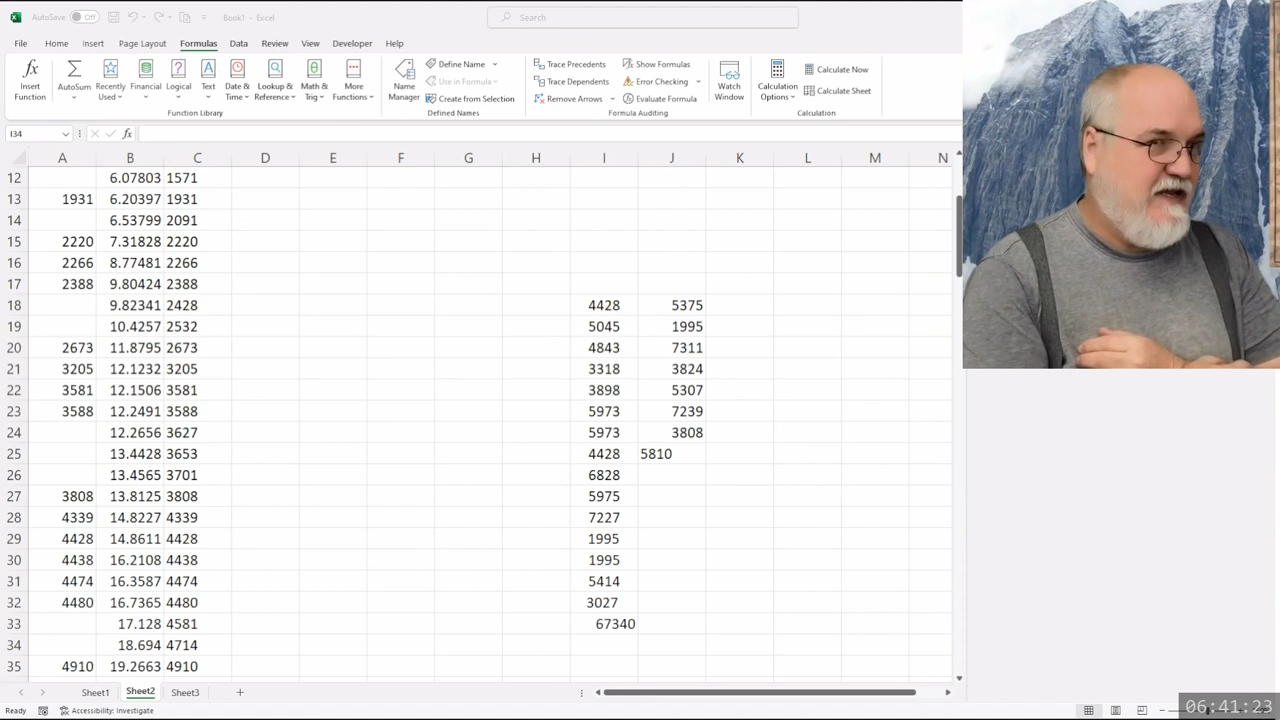 AutoSave Off Book1 - Excel Search
File Home Insert Page Layout Formulas Data Review View Developer Help
Insert Function
AutoSum
Recently Used
Financial
Logical
Text
Date & Time
Lookup & Reference
Math & Trig
More Functions
Function Library
Name Manager
Define Name
Use in Formula
Create from Selection
Defined Names
Trace Precedents
Trace Dependents
Remove Arrows
Show Formulas
Error Checking
Evaluate Formula
Formula Auditing
Watch Window
Calculation Options
Calculate Now
Calculate Sheet
Calculation
I34 fx
A B C D E F G H I J K L M N
12 6.07803 1571
13 1931 6.20397 1931
14 6.53799 2091
15 2220 7.31828 2220
16 2266 8.77481 2266
17 2388 9.80424 2388
18 9.82341 2428 4428 5375
19 10.4257 2532 5045 1995
20 2673 11.8795 2673 4843 7311
21 3205 12.1232 3205 3318 3824
22 3581 12.1506 3581 3898 5307
23 3588 12.2491 3588 5973 7239
24 12.2656 3627 5973 3808
25 13.4428 3653 4428 5810
26 13.4565 3701 6828
27 3808 13.8125 3808 5975
28 4339 14.8227 4339 7227
29 4428 14.8611 4428 1995
30 4438 16.2108 4438 1995
31 4474 16.3587 4474 5414
32 4480 16.7365 4480 3027
33 17.128 4581 67340
34 18.694 4714
35 4910 19.2663 4910
Sheet1 Sheet2 Sheet3
Ready Accessibility: Investigate
06:41:23